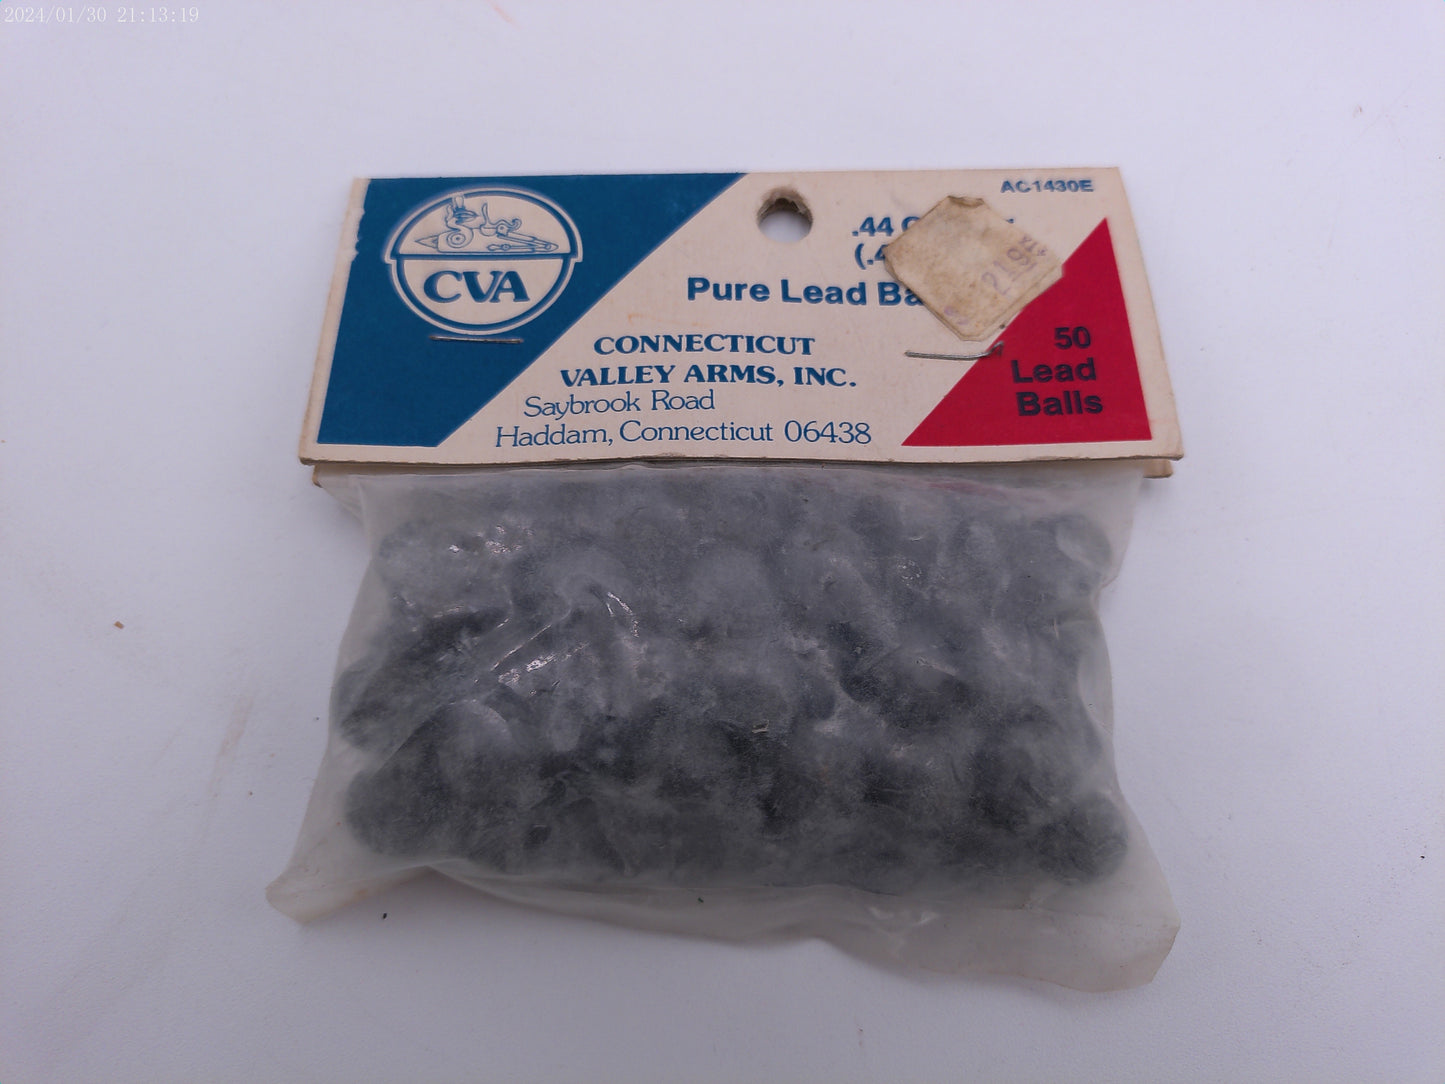 2024/01/30 21:13:19
AC1430E
CVA
.44
Pure Lead
CONNECTICUT
VALLEY ARMS, INC.
Saybrook Road
Haddam, Connecticut 06438
50
Lead
Balls